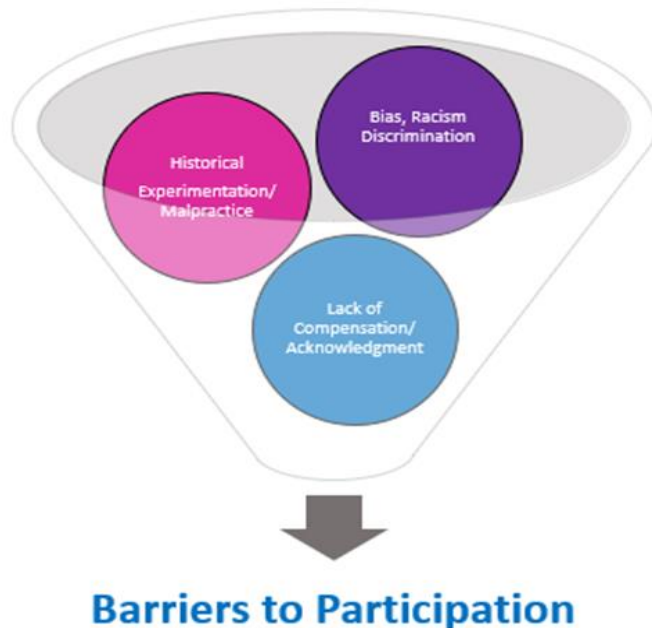 Bias, Racism
Discrimination
Historical
Experimentation/
Malpractice
Lack of
Compensation/
Acknowledgment
Barriers to Participation